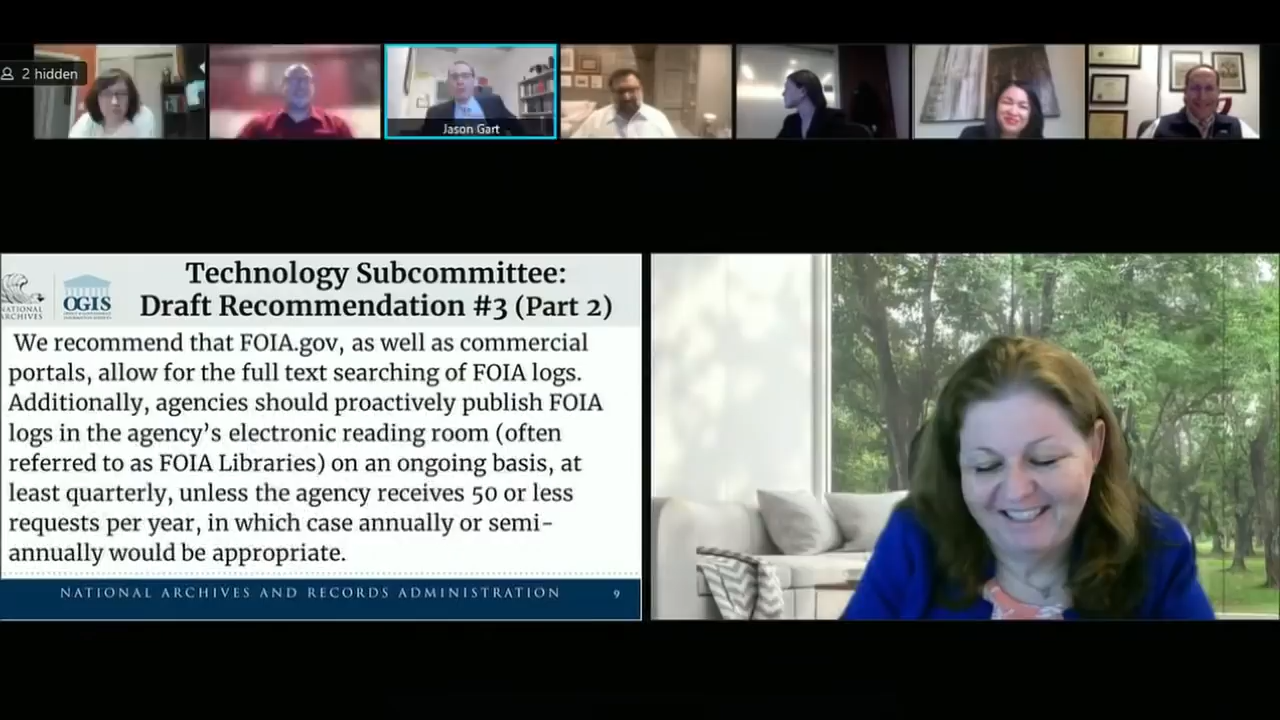 2 hidden
Jason Gart
NATIONAL
ARCHIVES
OGIS
Technology Subcommittee:
Draft Recommendation #3 (Part 2)
We recommend that FOIA.gov, as well as commercial
portals, allow for the full text searching of FOIA logs.
Additionally, agencies should proactively publish FOIA
logs in the agency's electronic reading room (often
referred to as FOIA Libraries) on an ongoing basis, at
least quarterly, unless the agency receives 50 or less
requests per year, in which case annually or semi-
annually would be appropriate.
NATIONAL ARCHIVES AND RECORDS ADMINISTRATION
9